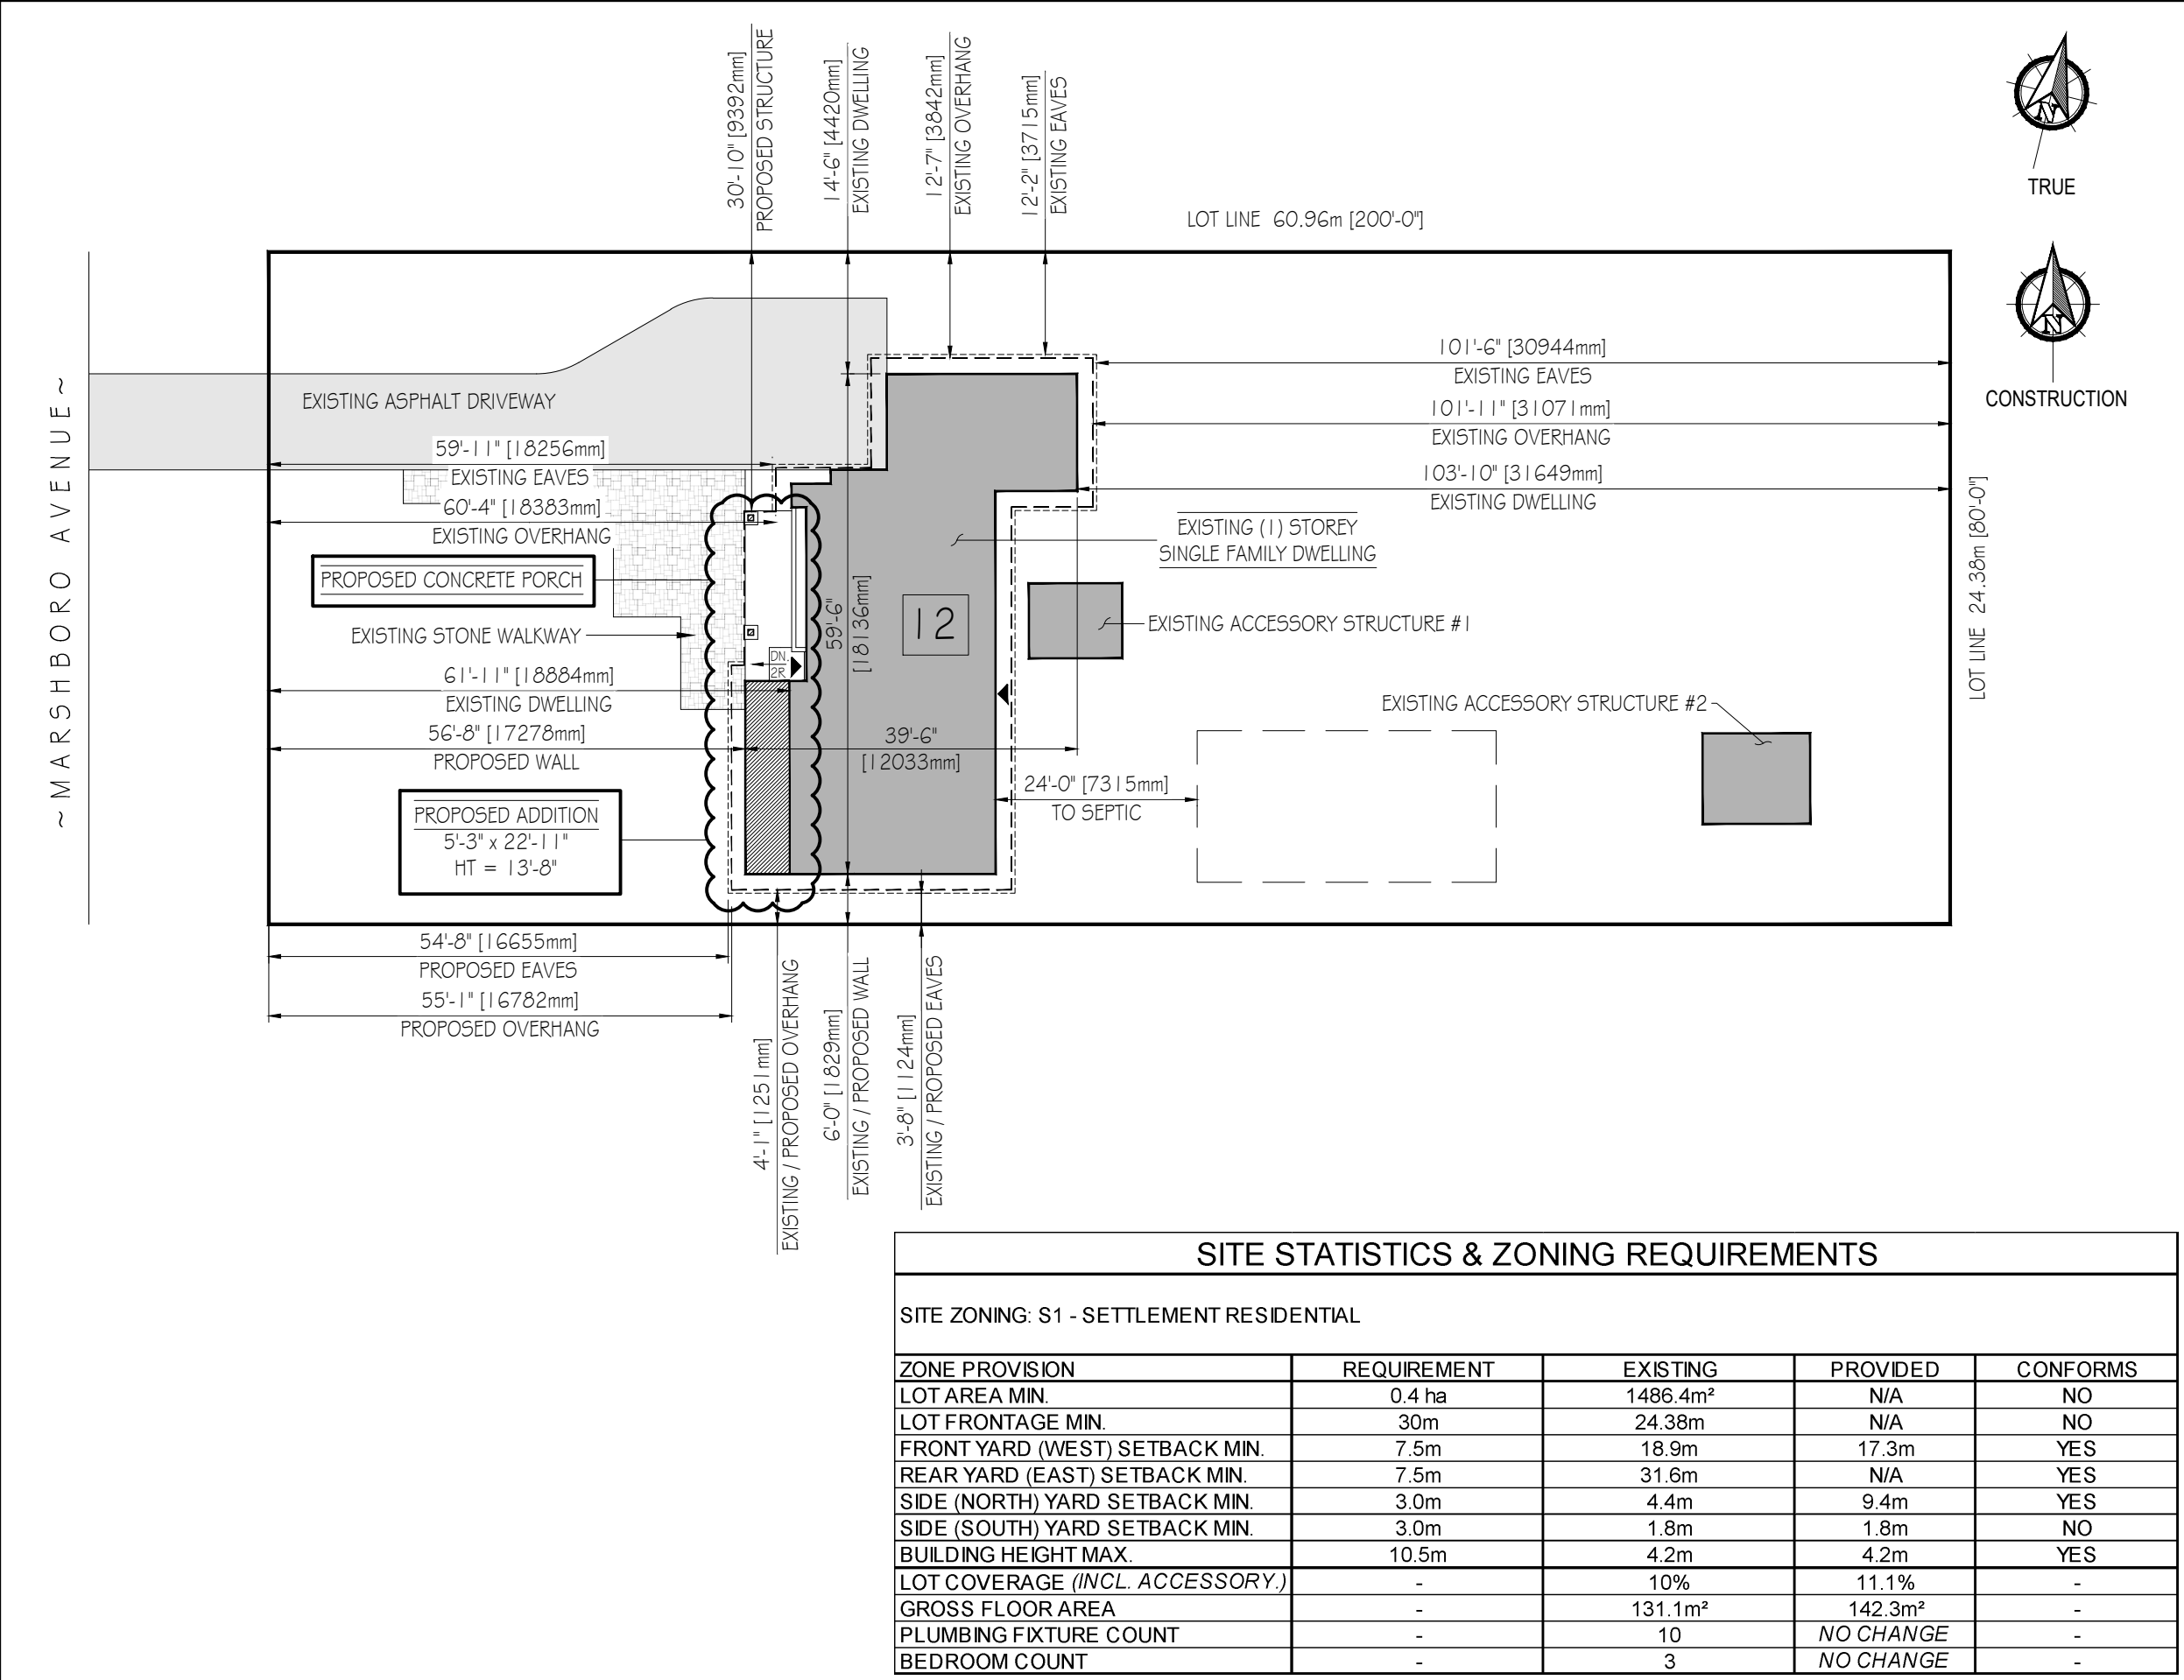 30'-10" [9392mm]
PROPOSED STRUCTURE
14'-6" [4420mm]
EXISTING DWELLING
12'-7" [3842mm]
EXISTING OVERHANG
12'-2" [3715mm]
EXISTING EAVES
N
TRUE
LOT LINE 60.96m [200'-0"]
N
CONSTRUCTION
~ MARSHBORO AVENUE ~
EXISTING ASPHALT DRIVEWAY
101'-6" [30944mm]
EXISTING EAVES
101'-11" [31071mm]
EXISTING OVERHANG
103'-10" [31649mm]
EXISTING DWELLING
LOT LINE 24.38m [80'-0"]
59'-11" [18256mm]
EXISTING EAVES
60'-4" [18383mm]
EXISTING OVERHANG
EXISTING (1) STOREY
SINGLE FAMILY DWELLING
PROPOSED CONCRETE PORCH
59'-6"
[18136mm]
12
EXISTING ACCESSORY STRUCTURE #1
EXISTING STONE WALKWAY
DN.
2R
61'-11" [18884mm]
EXISTING DWELLING
EXISTING ACCESSORY STRUCTURE #2
56'-8" [17278mm]
PROPOSED WALL
39'-6"
[12033mm]
24'-0" [7315mm]
TO SEPTIC
PROPOSED ADDITION
5'-3" x 22'-11"
HT = 13'-8"
54'-8" [16655mm]
PROPOSED EAVES
55'-1" [16782mm]
PROPOSED OVERHANG
4'-1" [1251mm]
EXISTING / PROPOSED OVERHANG
6'-0" [1829mm]
EXISTING / PROPOSED WALL
3'-8" [1124mm]
EXISTING / PROPOSED EAVES
SITE STATISTICS & ZONING REQUIREMENTS
SITE ZONING: S1 - SETTLEMENT RESIDENTIAL
ZONE PROVISION REQUIREMENT EXISTING PROVIDED CONFORMS
LOT AREA MIN. 0.4 ha 1486.4m² N/A NO
LOT FRONTAGE MIN. 30m 24.38m N/A NO
FRONT YARD (WEST) SETBACK MIN. 7.5m 18.9m 17.3m YES
REAR YARD (EAST) SETBACK MIN. 7.5m 31.6m N/A YES
SIDE (NORTH) YARD SETBACK MIN. 3.0m 4.4m 9.4m YES
SIDE (SOUTH) YARD SETBACK MIN. 3.0m 1.8m 1.8m NO
BUILDING HEIGHT MAX. 10.5m 4.2m 4.2m YES
LOT COVERAGE (INCL. ACCESSORY.) - 10% 11.1% -
GROSS FLOOR AREA - 131.1m² 142.3m² -
PLUMBING FIXTURE COUNT - 10 NO CHANGE -
BEDROOM COUNT - 3 NO CHANGE -